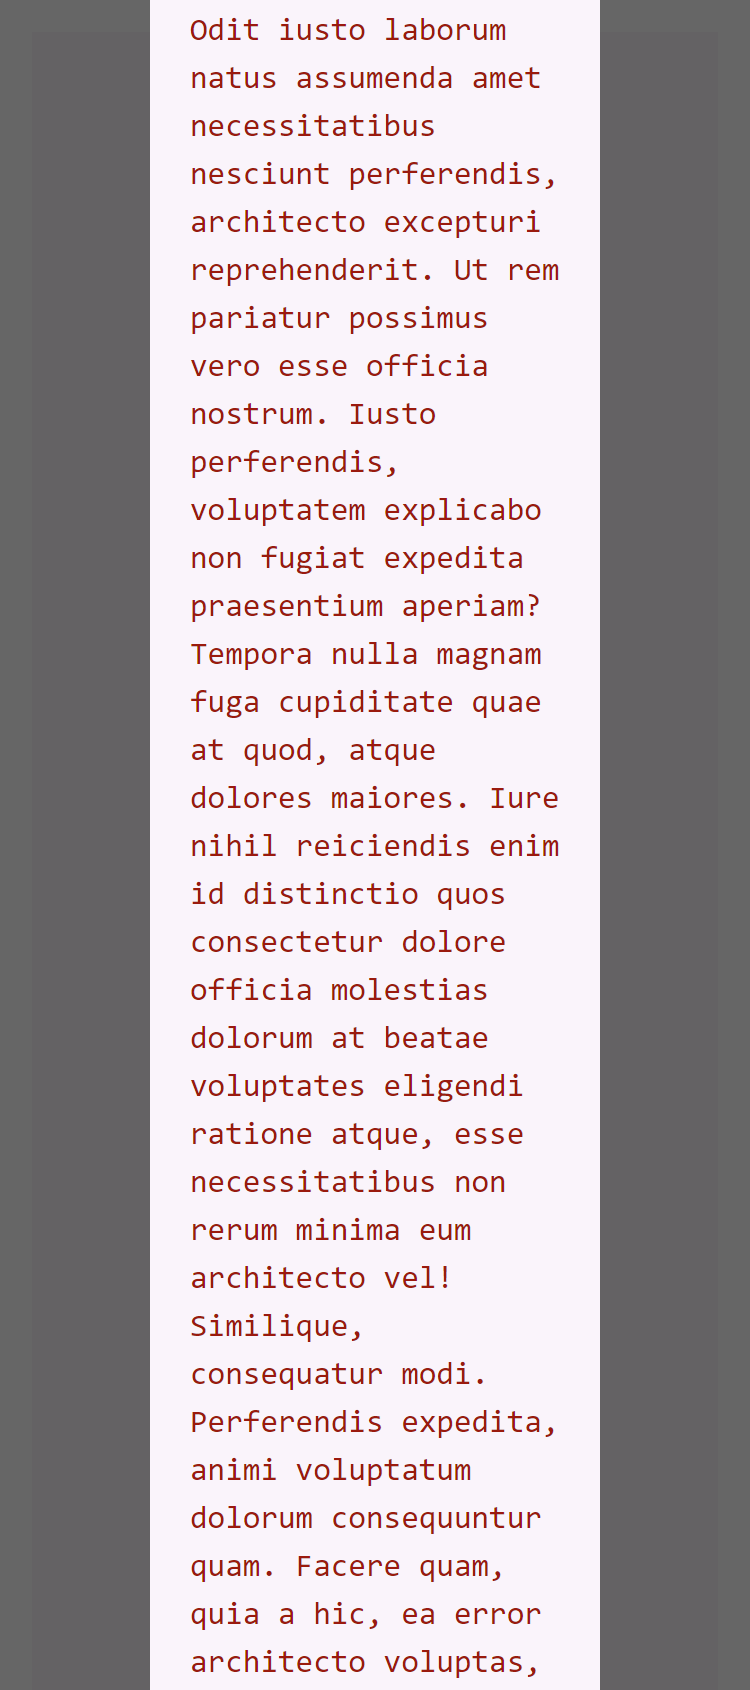 Odit iusto laborum
natus assumenda amet
necessitatibus
nesciunt perferendis,
architecto excepturi
reprehenderit. Ut rem
pariatur possimus
vero esse officia
nostrum. Iusto
perferendis,
voluptatem explicabo
non fugiat expedita
praesentium aperiam?
Tempora nulla magnam
fuga cupiditate quae
at quod, atque
dolores maiores. Iure
nihil reiciendis enim
id distinctio quos
consectetur dolore
officia molestias
dolorum at beatae
voluptates eligendi
ratione atque, esse
necessitatibus non
rerum minima eum
architecto vel!
Similique,
consequatur modi.
Perferendis expedita,
animi voluptatum
dolorum consequuntur
quam. Facere quam,
quia a hic, ea error
architecto voluptas,